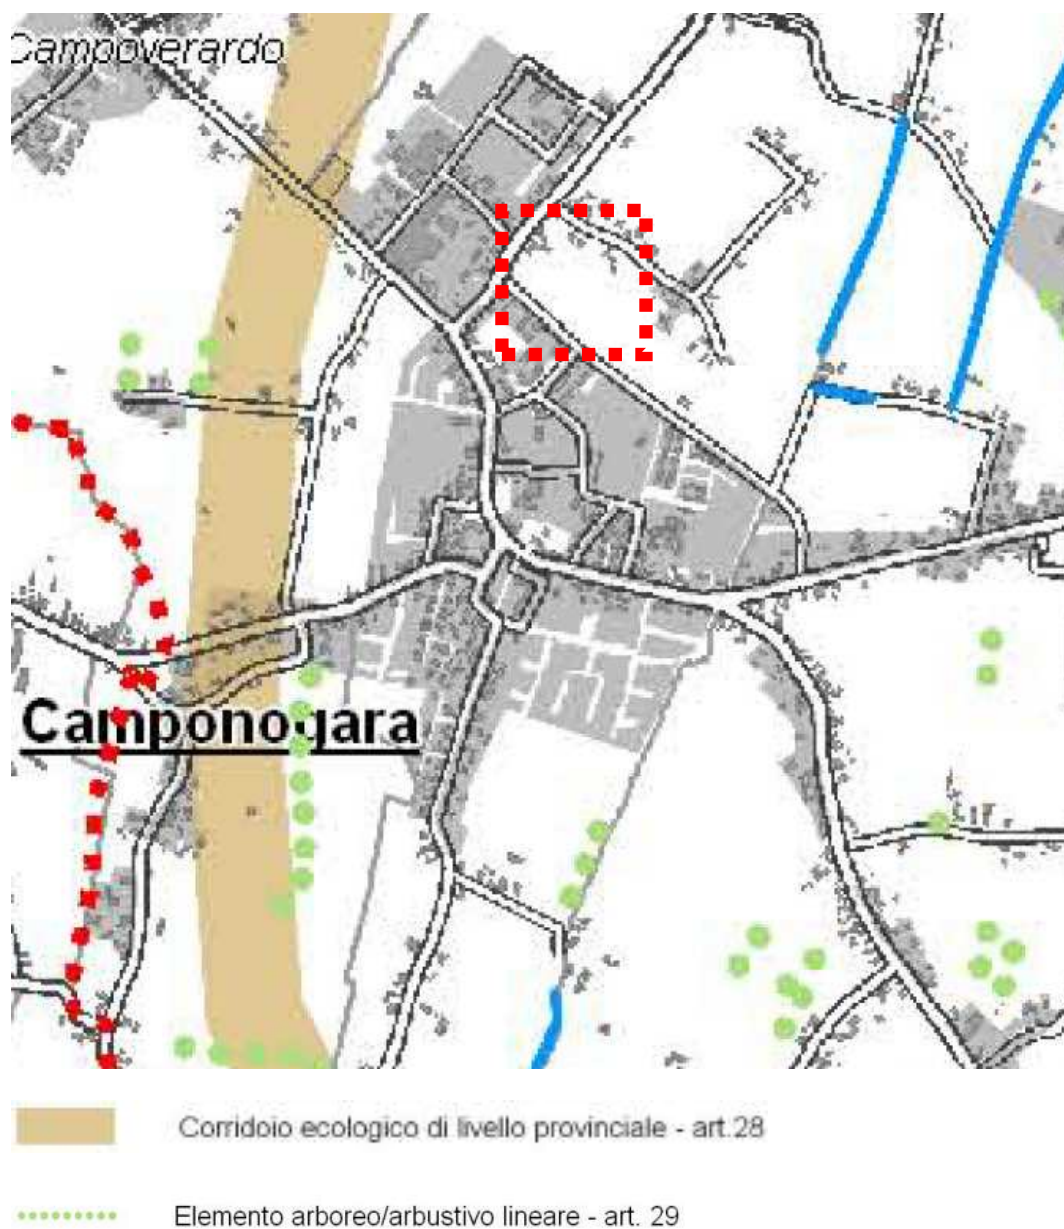 Campoverardo
Camponogara
Corridoio ecologico di livello provinciale - art.28
Elemento arboreo/arbustivo lineare - art. 29